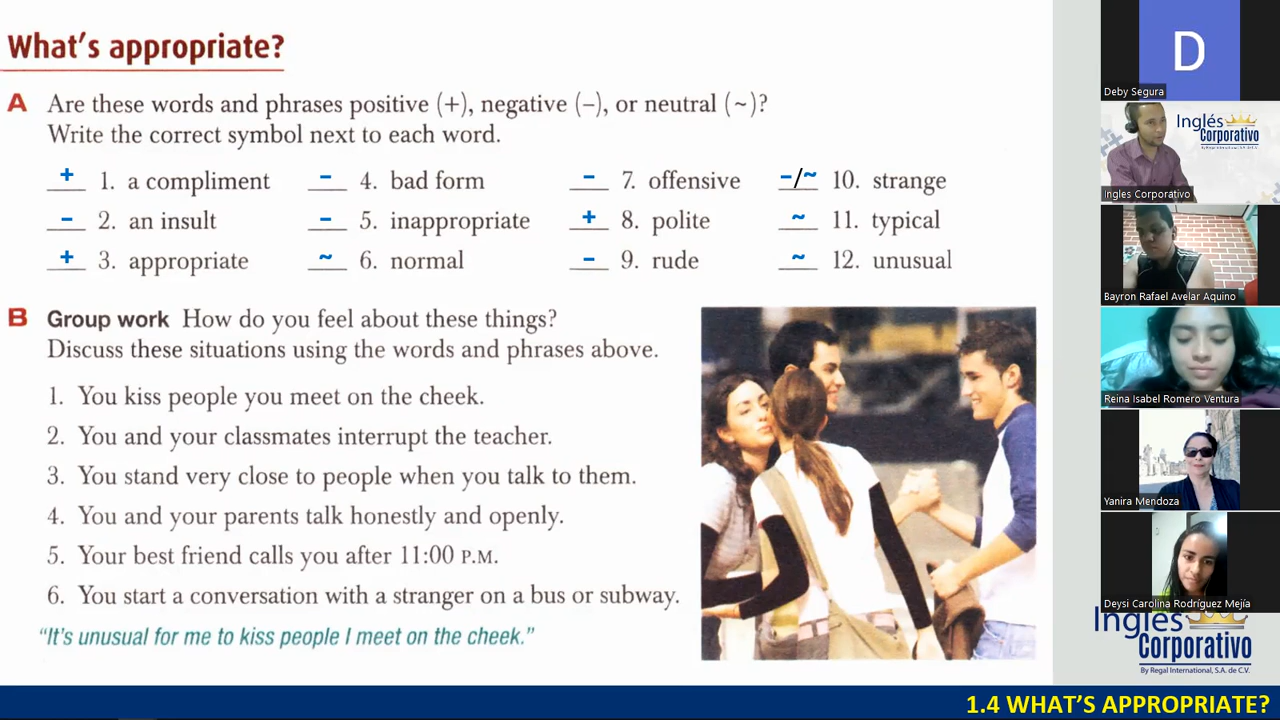 What's appropriate?
A Are these words and phrases positive (+), negative (–), or neutral (~)?
Write the correct symbol next to each word.
+ 1. a compliment - 4. bad form - 7. offensive -/~ 10. strange
- 2. an insult - 5. inappropriate + 8. polite ~ 11. typical
+ 3. appropriate ~ 6. normal - 9. rude ~ 12. unusual
B Group work How do you feel about these things?
Discuss these situations using the words and phrases above.
1. You kiss people you meet on the cheek.
2. You and your classmates interrupt the teacher.
3. You stand very close to people when you talk to them.
4. You and your parents talk honestly and openly.
5. Your best friend calls you after 11:00 P.M.
6. You start a conversation with a stranger on a bus or subway.
"It's unusual for me to kiss people I meet on the cheek."
D
Deby Segura
Inglés
Corporativo
By Regal International, S.A. de C.V.
Ingles Corporativo
Bayron Rafael Avelar Aquino
Reina Isabel Romero Ventura
Yanira Mendoza
Deysi Carolina Rodríguez Mejía
Inglés
Corporativo
By Regal International, S.A. de C.V.
1.4 WHAT'S APPROPRIATE?